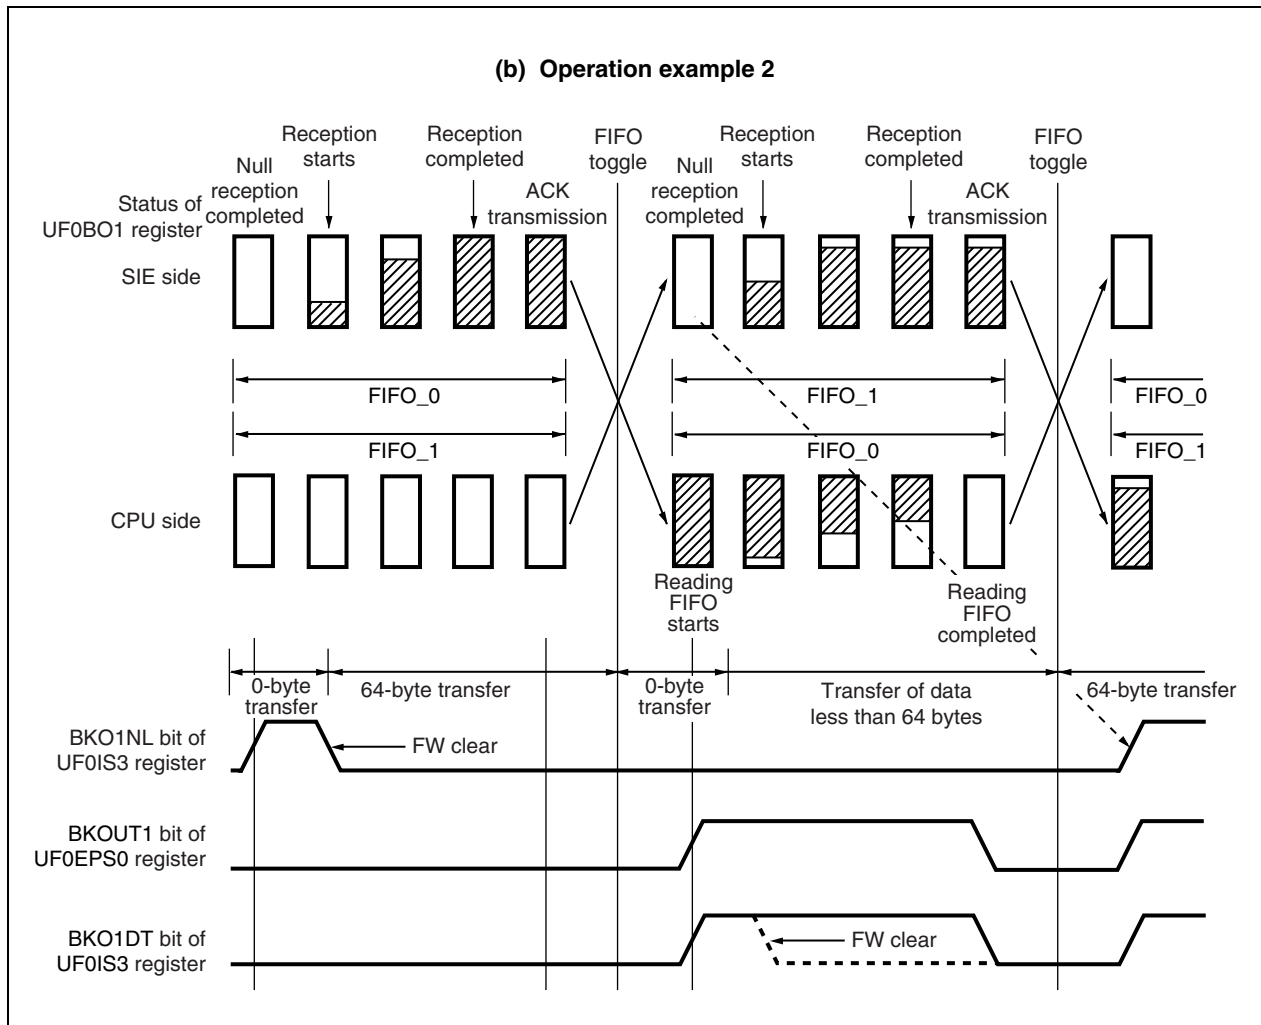 (b) Operation example 2
Reception
starts
Reception
completed
FIFO
toggle
Reception
starts
Reception
completed
FIFO
toggle
Null
reception
completed
ACK
transmission
Null
reception
completed
ACK
transmission
Status of
UF0BO1 register
SIE side
FIFO_0
FIFO_1
FIFO_0
FIFO_1
FIFO_0
FIFO_1
CPU side
Reading
FIFO
starts
Reading
FIFO
completed
0-byte
transfer
64-byte transfer
0-byte
transfer
Transfer of data
less than 64 bytes
64-byte transfer
BKO1NL bit of
UF0IS3 register
FW clear
BKOUT1 bit of
UF0EPS0 register
BKO1DT bit of
UF0IS3 register
FW clear